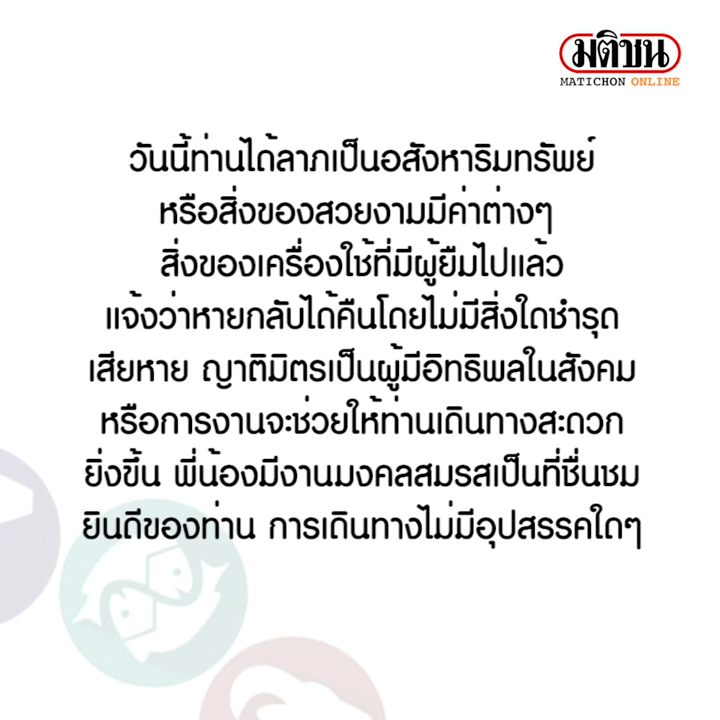 มติชน
MATICHON ONLINE
วันนี้ท่านได้ลาภเป็นอสังหาริมทรัพย์
หรือสิ่งของสวยงามมีค่าต่างๆ
สิ่งของเครื่องใช้ที่มีผู้ยืมไปแล้ว
แจ้งว่าหายกลับได้คืนโดยไม่มีสิ่งใดชำรุด
เสียหาย ญาติมิตรเป็นผู้มีอิทธิพลในสังคม
หรือการงานจะช่วยให้ท่านเดินทางสะดวก
ยิ่งขึ้น พี่น้องมีงานมงคลสมรสเป็นที่ชื่นชม
ยินดีของท่าน การเดินทางไม่มีอุปสรรคใดๆ